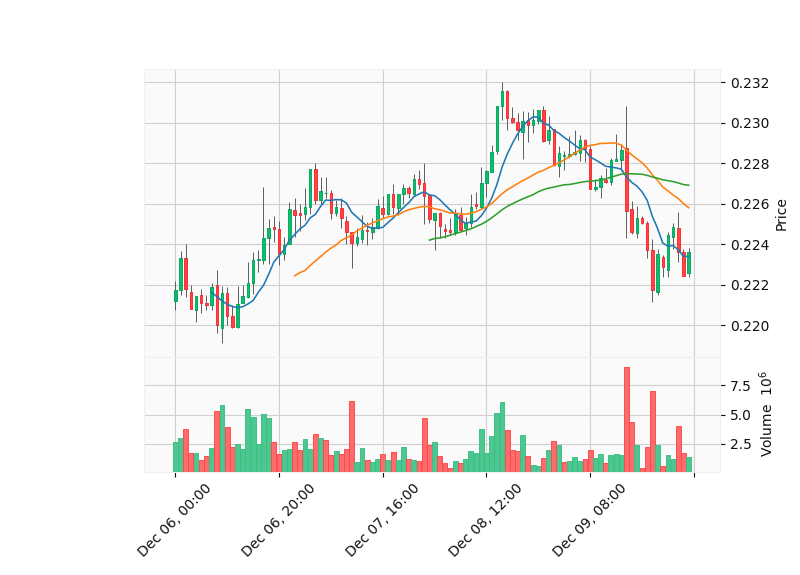 0.232
0.230
0.228
0.226
0.224
0.222
0.220
Price
7.5
5.0
2.5
Volume 10^6
Dec 06, 00:00
Dec 06, 20:00
Dec 07, 16:00
Dec 08, 12:00
Dec 09, 08:00